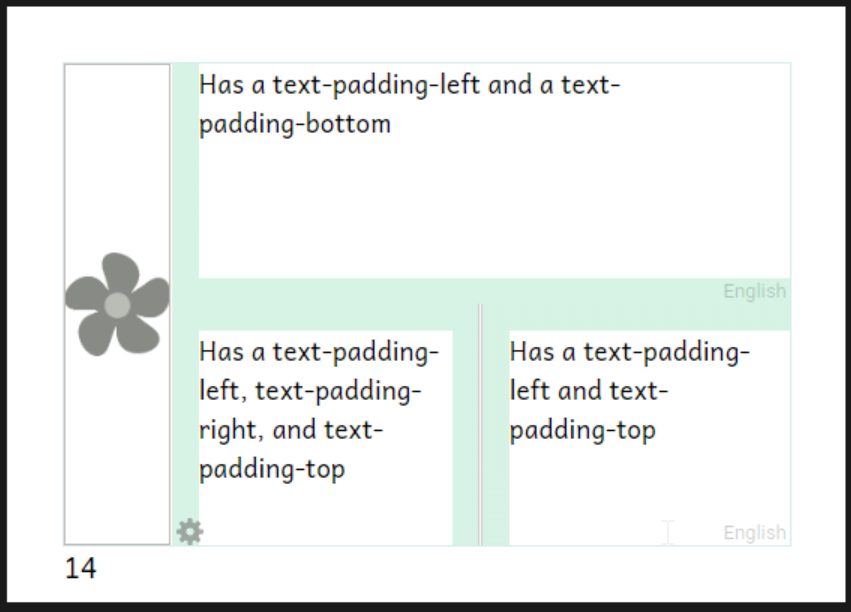 Has a text-padding-left and a text-
padding-bottom
English
Has a text-padding-
left, text-padding-
right, and text-
padding-top
Has a text-padding-
left and text-
padding-top
English
14